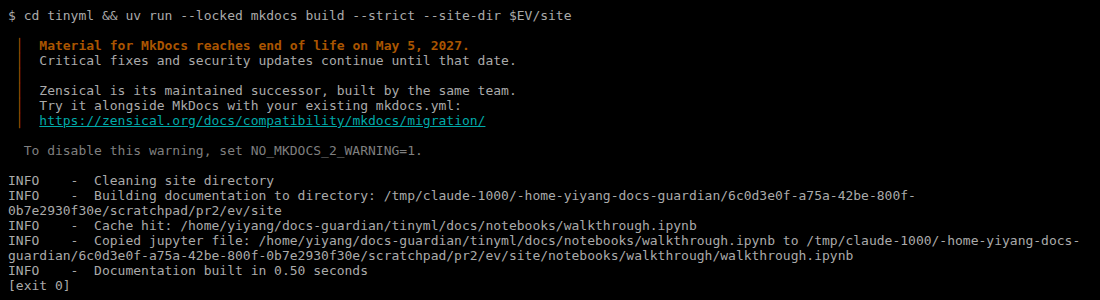 $ cd tinyml && uv run --locked mkdocs build --strict --site-dir $EV/site
Material for MkDocs reaches end of life on May 5, 2027.
Critical fixes and security updates continue until that date.
Zensical is its maintained successor, built by the same team.
Try it alongside MkDocs with your existing mkdocs.yml:
https://zensical.org/docs/compatibility/mkdocs/migration/
To disable this warning, set NO_MKDOCS_2_WARNING=1.
INFO    -  Cleaning site directory
INFO    -  Building documentation to directory: /tmp/claude-1000/-home-yiyang-docs-guardian/6c0d3e0f-a75a-42be-800f-
0b7e2930f30e/scratchpad/pr2/ev/site
INFO    -  Cache hit: /home/yiyang/docs-guardian/tinyml/docs/notebooks/walkthrough.ipynb
INFO    -  Copied jupyter file: /home/yiyang/docs-guardian/tinyml/docs/notebooks/walkthrough.ipynb to /tmp/claude-1000/-home-yiyang-docs-
guardian/6c0d3e0f-a75a-42be-800f-0b7e2930f30e/scratchpad/pr2/ev/site/notebooks/walkthrough/walkthrough.ipynb
INFO    -  Documentation built in 0.50 seconds
[exit 0]